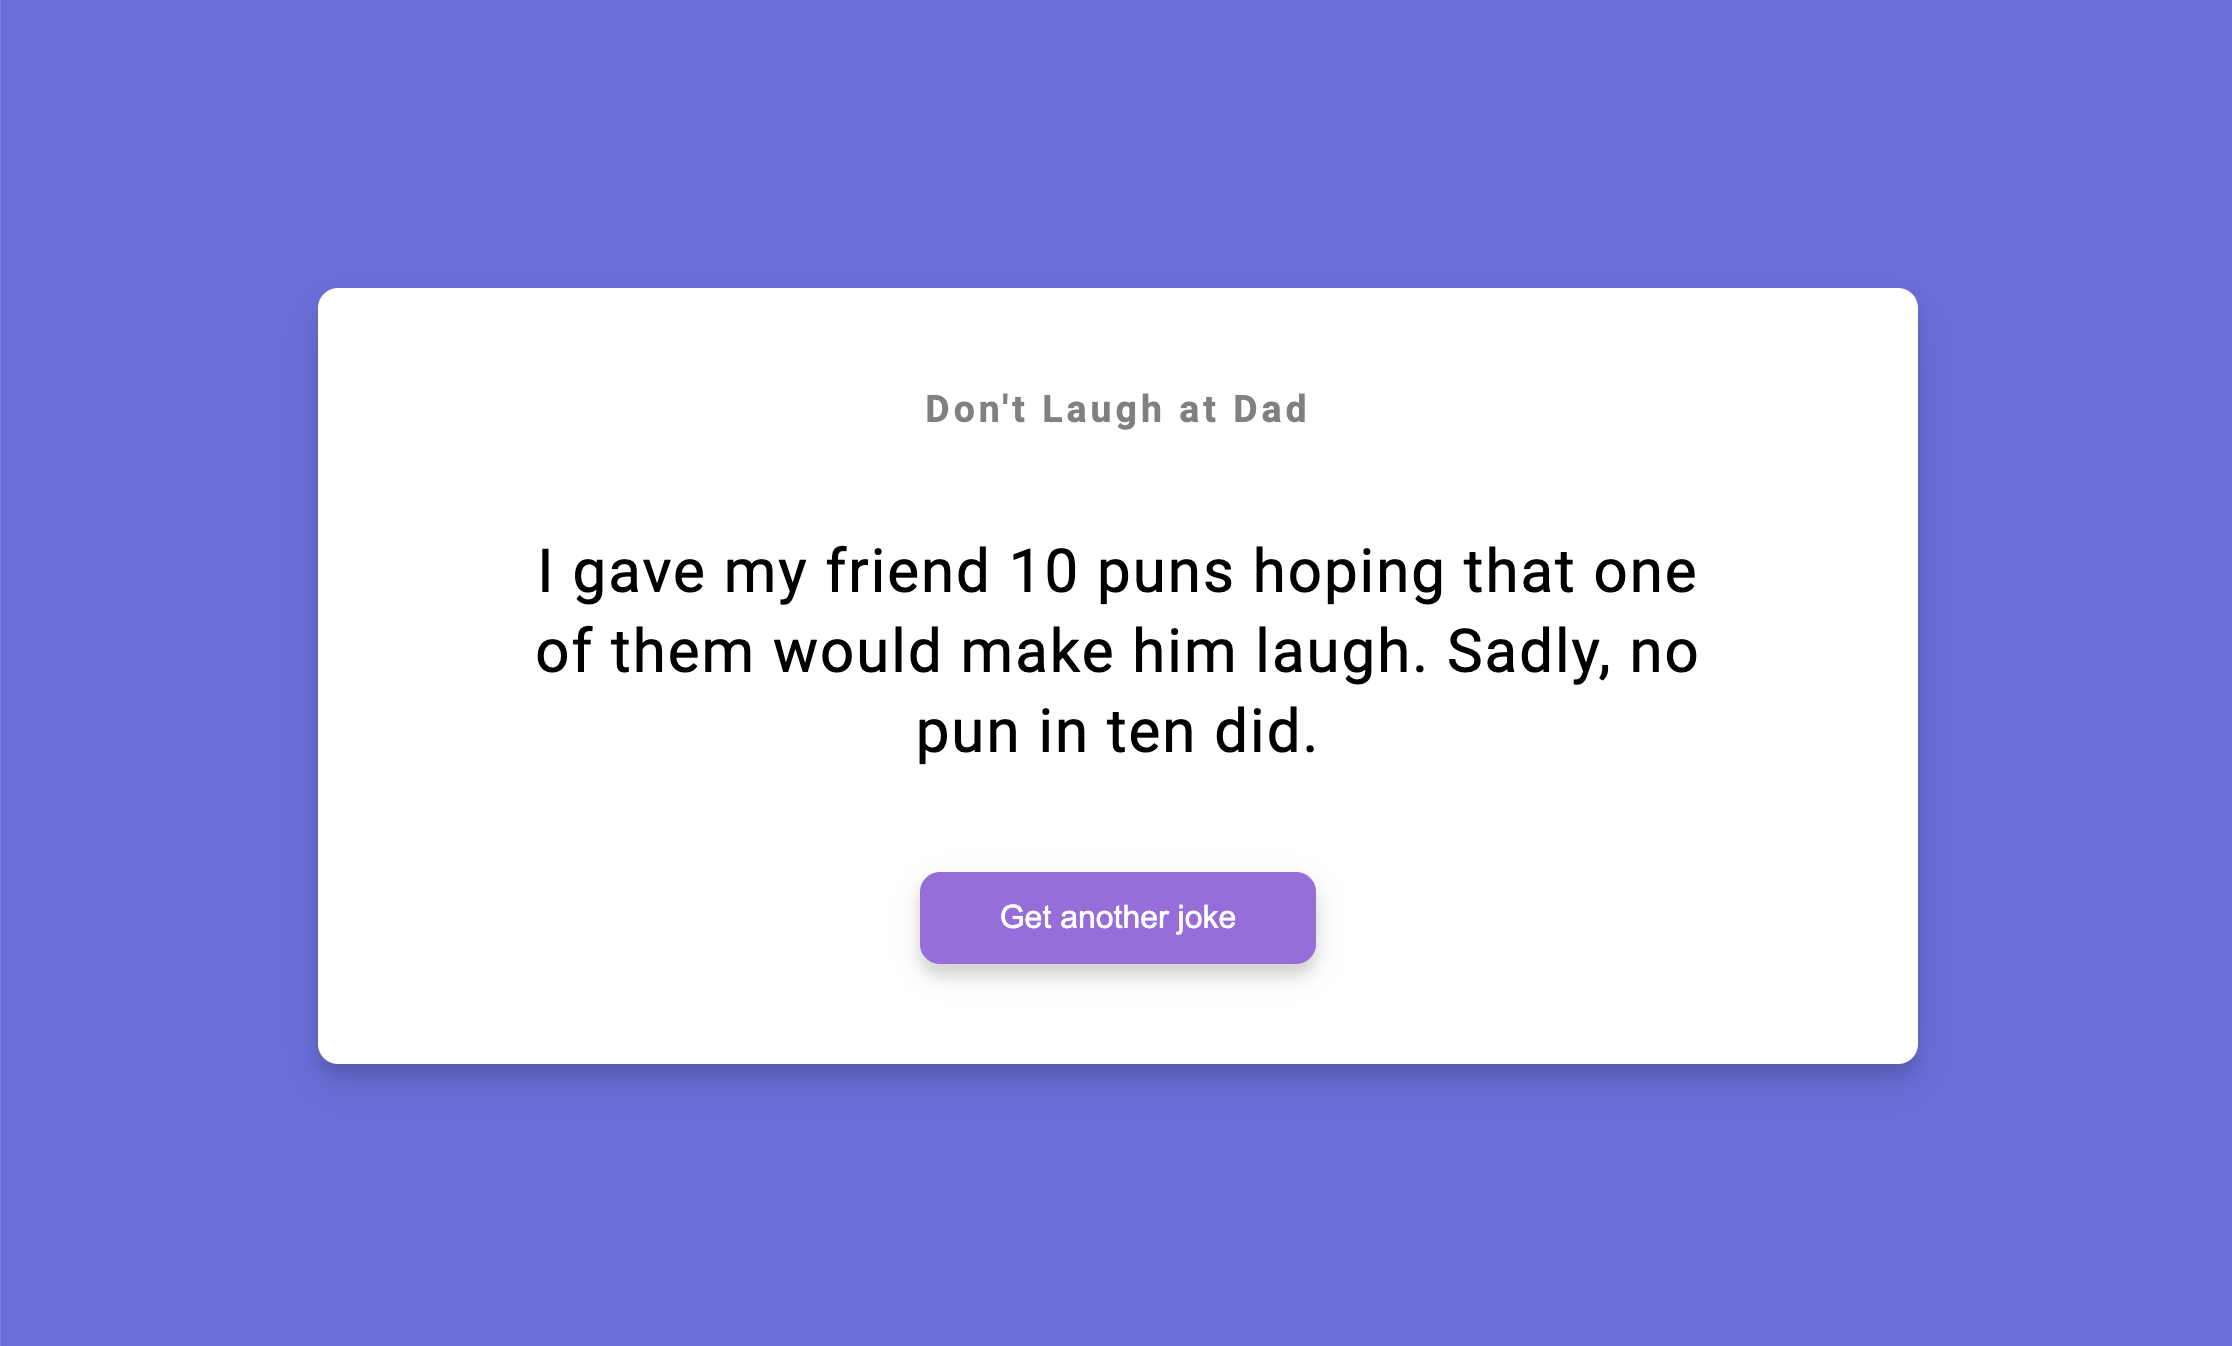 Don't Laugh at Dad
I gave my friend 10 puns hoping that one
of them would make him laugh. Sadly, no
pun in ten did.
Get another joke